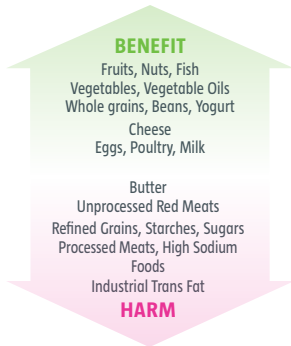 BENEFIT
Fruits, Nuts, Fish
Vegetables, Vegetable Oils
Whole grains, Beans, Yogurt
Cheese
Eggs, Poultry, Milk
Butter
Unprocessed Red Meats
Refined Grains, Starches, Sugars
Processed Meats, High Sodium
Foods
Industrial Trans Fat
HARM